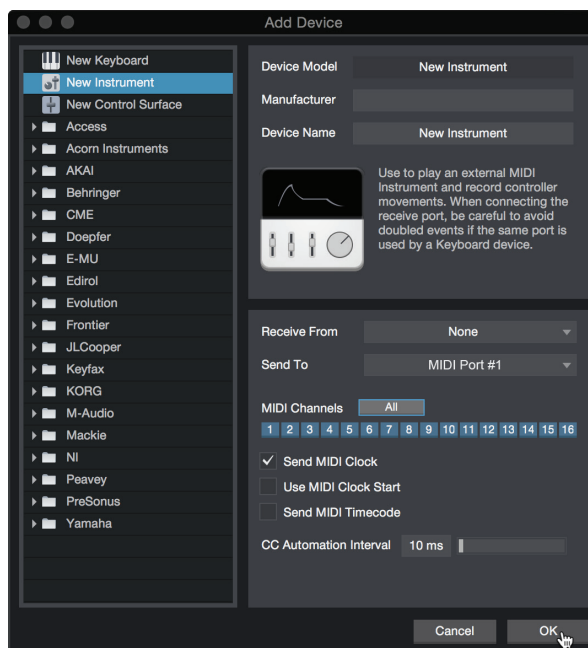 Add Device
New Keyboard
New Instrument
New Control Surface
Access
Acorn Instruments
AKAI
Behringer
CME
Doepfer
E-MU
Edirol
Evolution
Frontier
JLCooper
Keyfax
KORG
M-Audio
Mackie
NI
Peavey
PreSonus
Yamaha
Device Model New Instrument
Manufacturer
Device Name New Instrument
Use to play an external MIDI
Instrument and record controller
movements. When connecting the
receive port, be careful to avoid
doubled events if the same port is
used by a Keyboard device.
Receive From None
Send To MIDI Port #1
MIDI Channels All
1 2 3 4 5 6 7 8 9 10 11 12 13 14 15 16
Send MIDI Clock
Use MIDI Clock Start
Send MIDI Timecode
CC Automation Interval 10 ms
Cancel OK